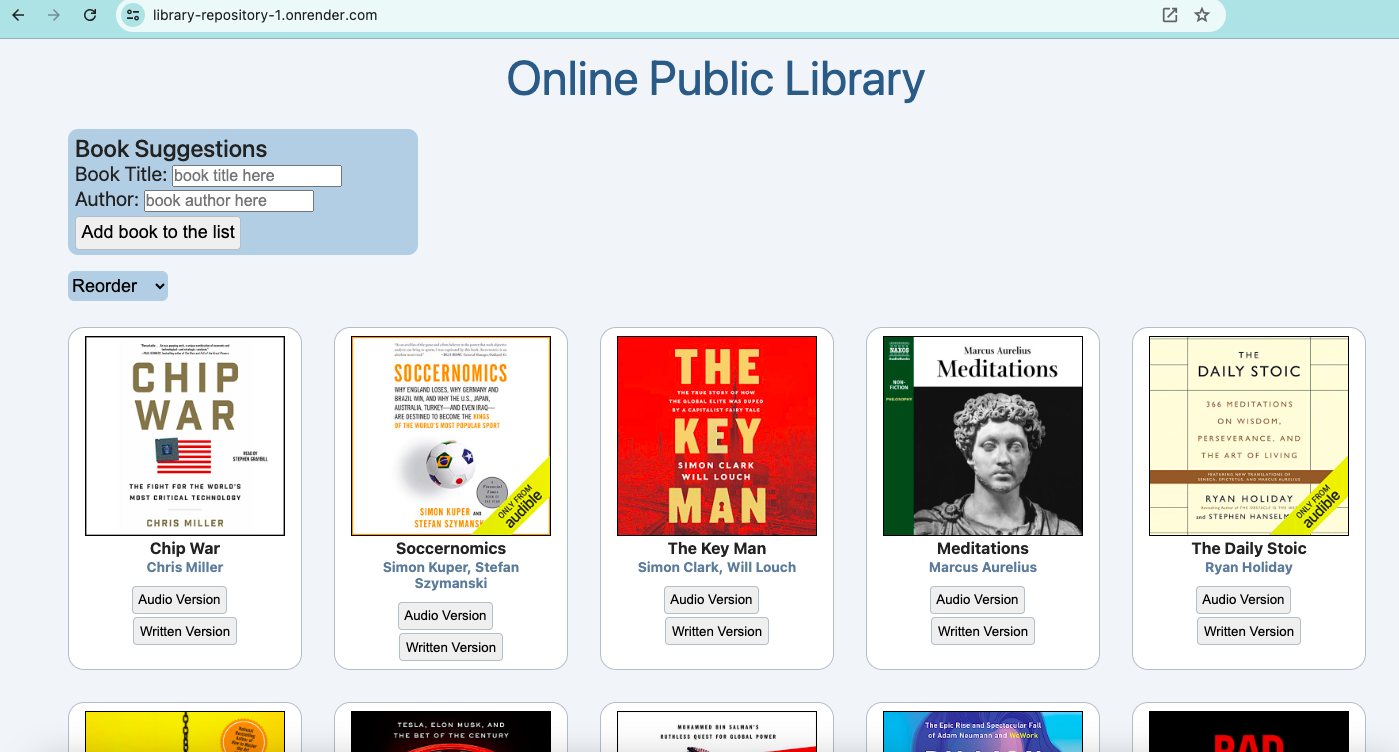 library-repository-1.onrender.com
Online Public Library
Book Suggestions
Book Title: book title here
Author: book author here
Add book to the list
Reorder
CHIP
WAR
READ BY
STEPHEN GRAYBILL
THE FIGHT FOR THE WORLD'S
MOST CRITICAL TECHNOLOGY
CHRIS MILLER
Chip War
Chris Miller
Audio Version
Written Version
SOCCERNOMICS
WHY ENGLAND LOSES, WHY GERMANY AND
BRAZIL WIN, AND WHY THE U.S., JAPAN,
AUSTRALIA, TURKEY—AND EVEN IRAQ—
ARE DESTINED TO BECOME THE KINGS
OF THE WORLD'S MOST POPULAR SPORT
SIMON KUPER AND
STEFAN SZYMANSK
ONLY FROM
audible
Soccernomics
Simon Kuper, Stefan
Szymanski
Audio Version
Written Version
THE
THE TRUE STORY OF HOW
THE GLOBAL ELITE WAS DUPED
BY A CAPITALIST FAIRY TALE
KEY
SIMON CLARK
WILL LOUCH
MAN
The Key Man
Simon Clark, Will Louch
Audio Version
Written Version
NAXOS
AudioBooks
NON-
FICTION
PHILOSOPHY
Marcus Aurelius
Meditations
Meditations
Marcus Aurelius
Audio Version
Written Version
THE
DAILY STOIC
366 MEDITATIONS
ON WISDOM,
PERSEVERANCE, AND
THE ART OF LIVING
FEATURING NEW TRANSLATIONS OF
SENECA, EPICTETUS, AND MARCUS AURELIUS
RYAN HOLIDAY
and STEPHEN HANSELM
ONLY FROM
audible
The Daily Stoic
Ryan Holiday
Audio Version
Written Version
TESLA, ELON MUSK, AND
THE BET OF THE CENTURY
MOHAMMED BIN SALMAN'S
RUTHLESS QUEST FOR GLOBAL POWER
The Epic Rise and Spectacular Fall
of Adam Neumann and WeWork
BAD